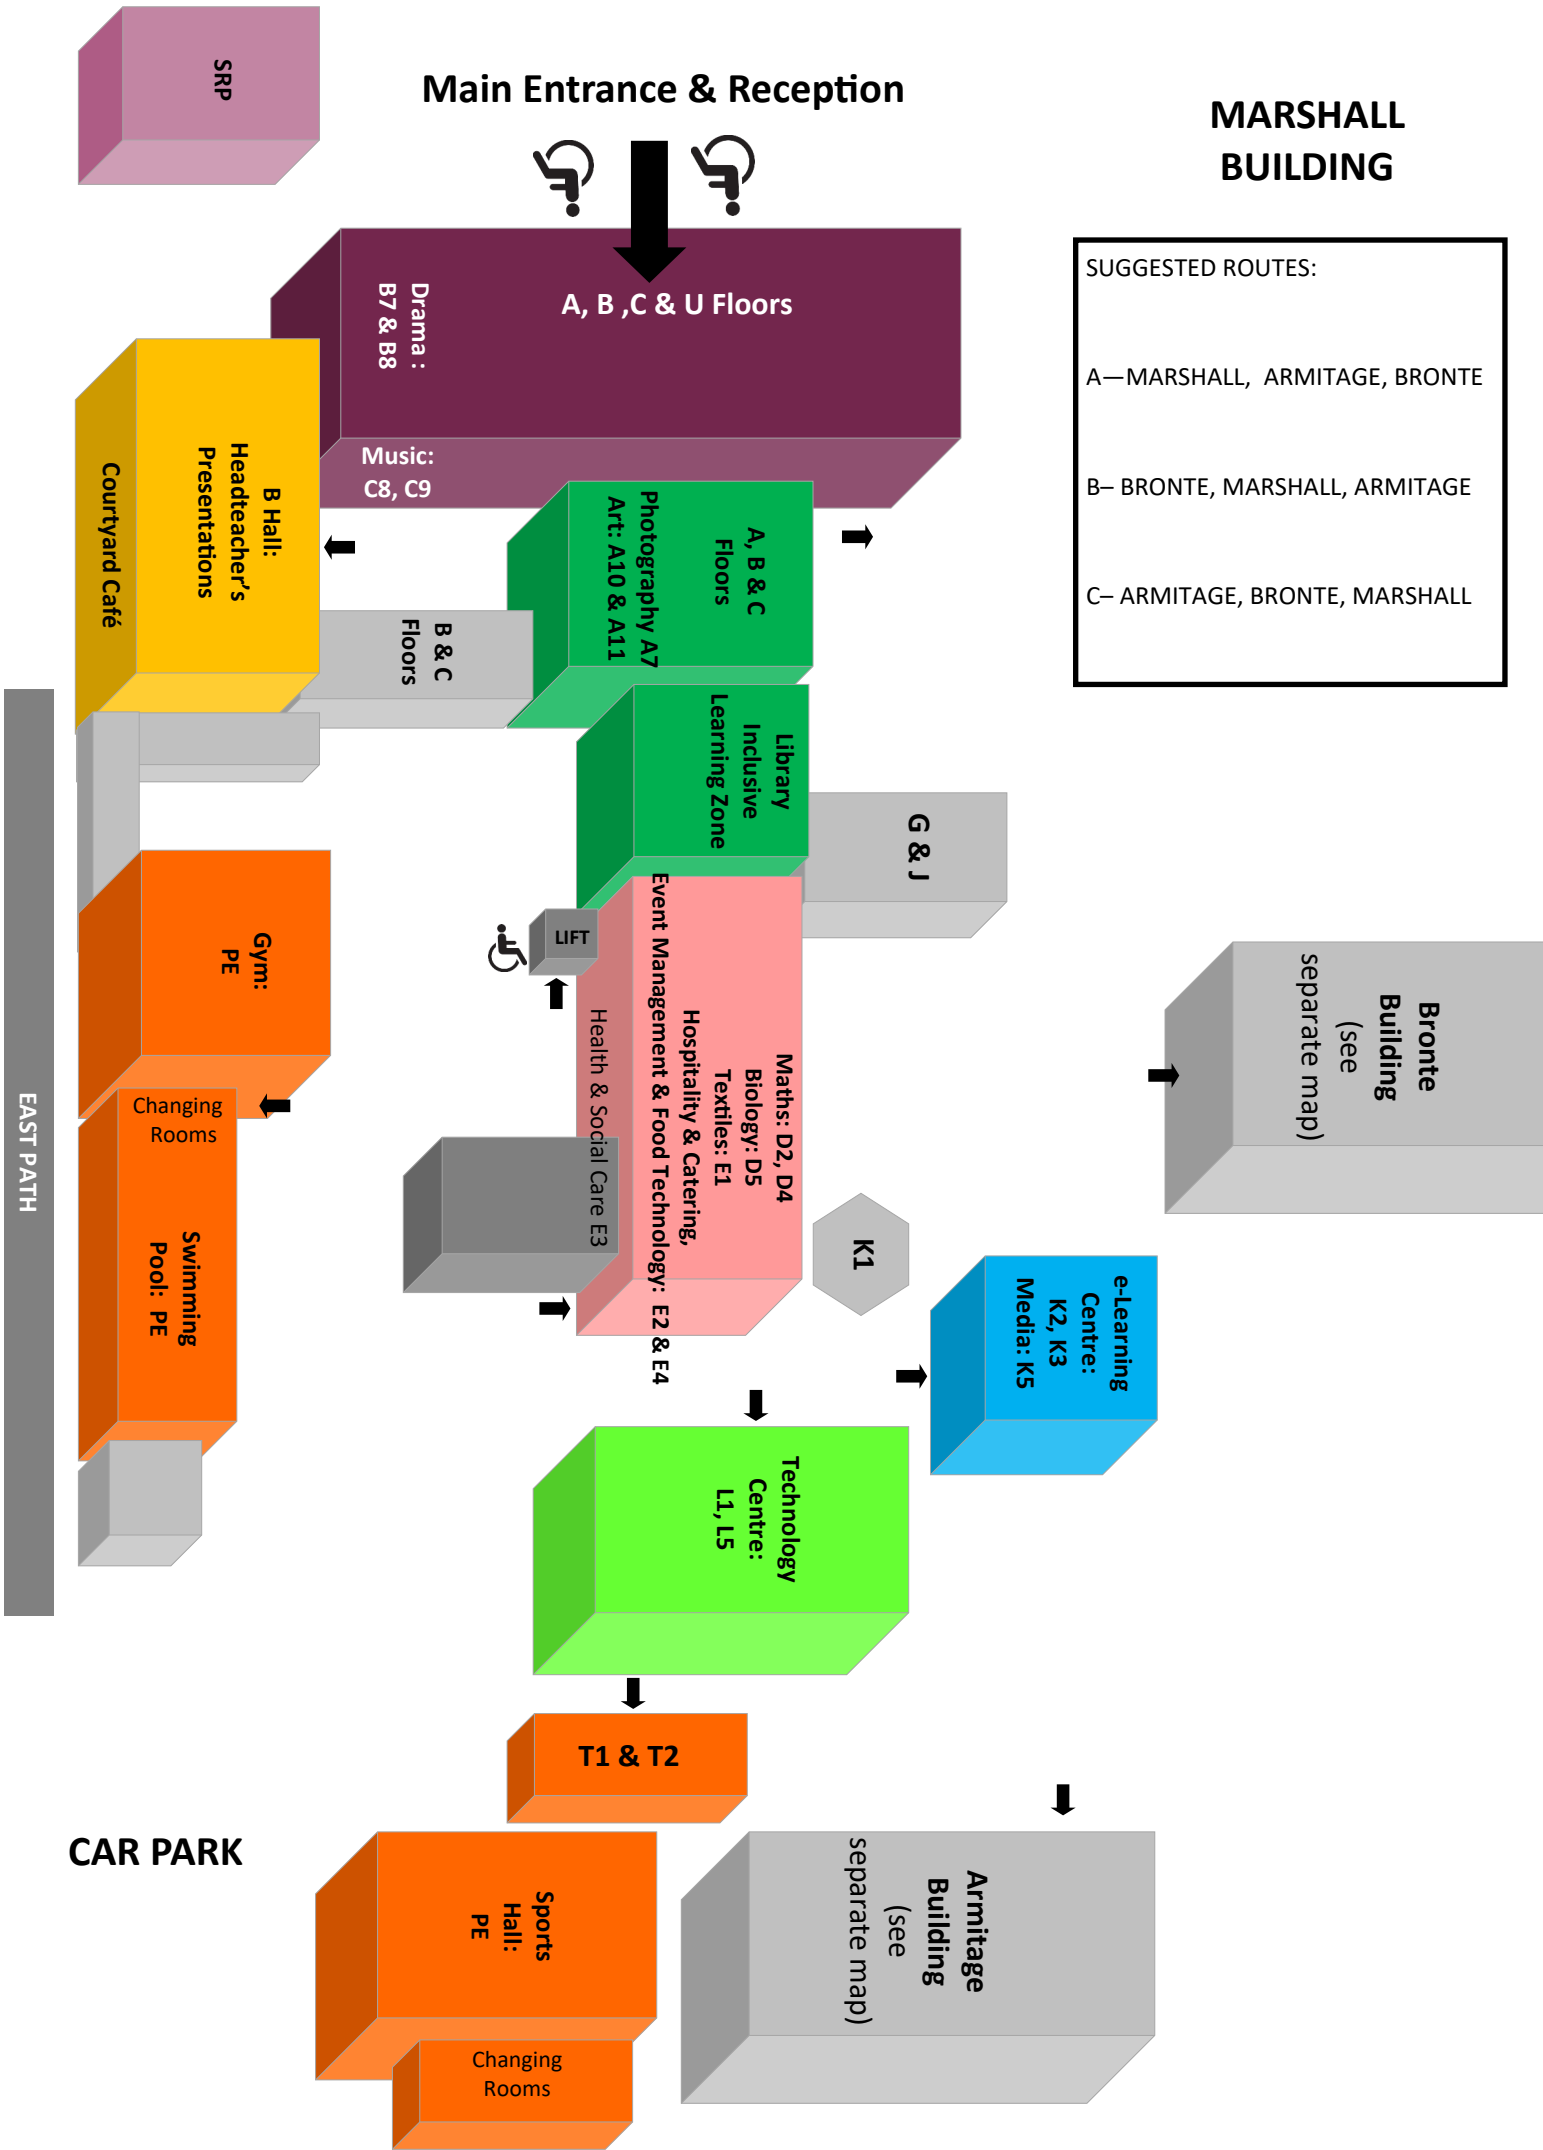 SRP
Main Entrance & Reception
MARSHALL
BUILDING
SUGGESTED ROUTES:
A—MARSHALL, ARMITAGE, BRONTE
B– BRONTE, MARSHALL, ARMITAGE
C– ARMITAGE, BRONTE, MARSHALL
A, B ,C & U Floors
Drama :
B7 & B8
Music:
C8, C9
B Hall:
Headteacher's
Presentations
Courtyard Café
A, B & C
Floors
Photography A7
Art: A10 & A11
B & C
Floors
Library
Inclusive
Learning Zone
G & J
LIFT
Maths: D2, D4
Biology: D5
Textiles: E1
Hospitality & Catering,
Event Management & Food Technology: E2 & E4
Health & Social Care E3
Gym:
PE
Changing
Rooms
Swimming
Pool: PE
EAST PATH
Bronte
Building
(see
separate map)
K1
e-Learning
Centre:
K2, K3
Media: K5
Technology
Centre:
L1, L5
T1 & T2
CAR PARK
Sports
Hall:
PE
Changing
Rooms
Armitage
Building
(see
separate map)